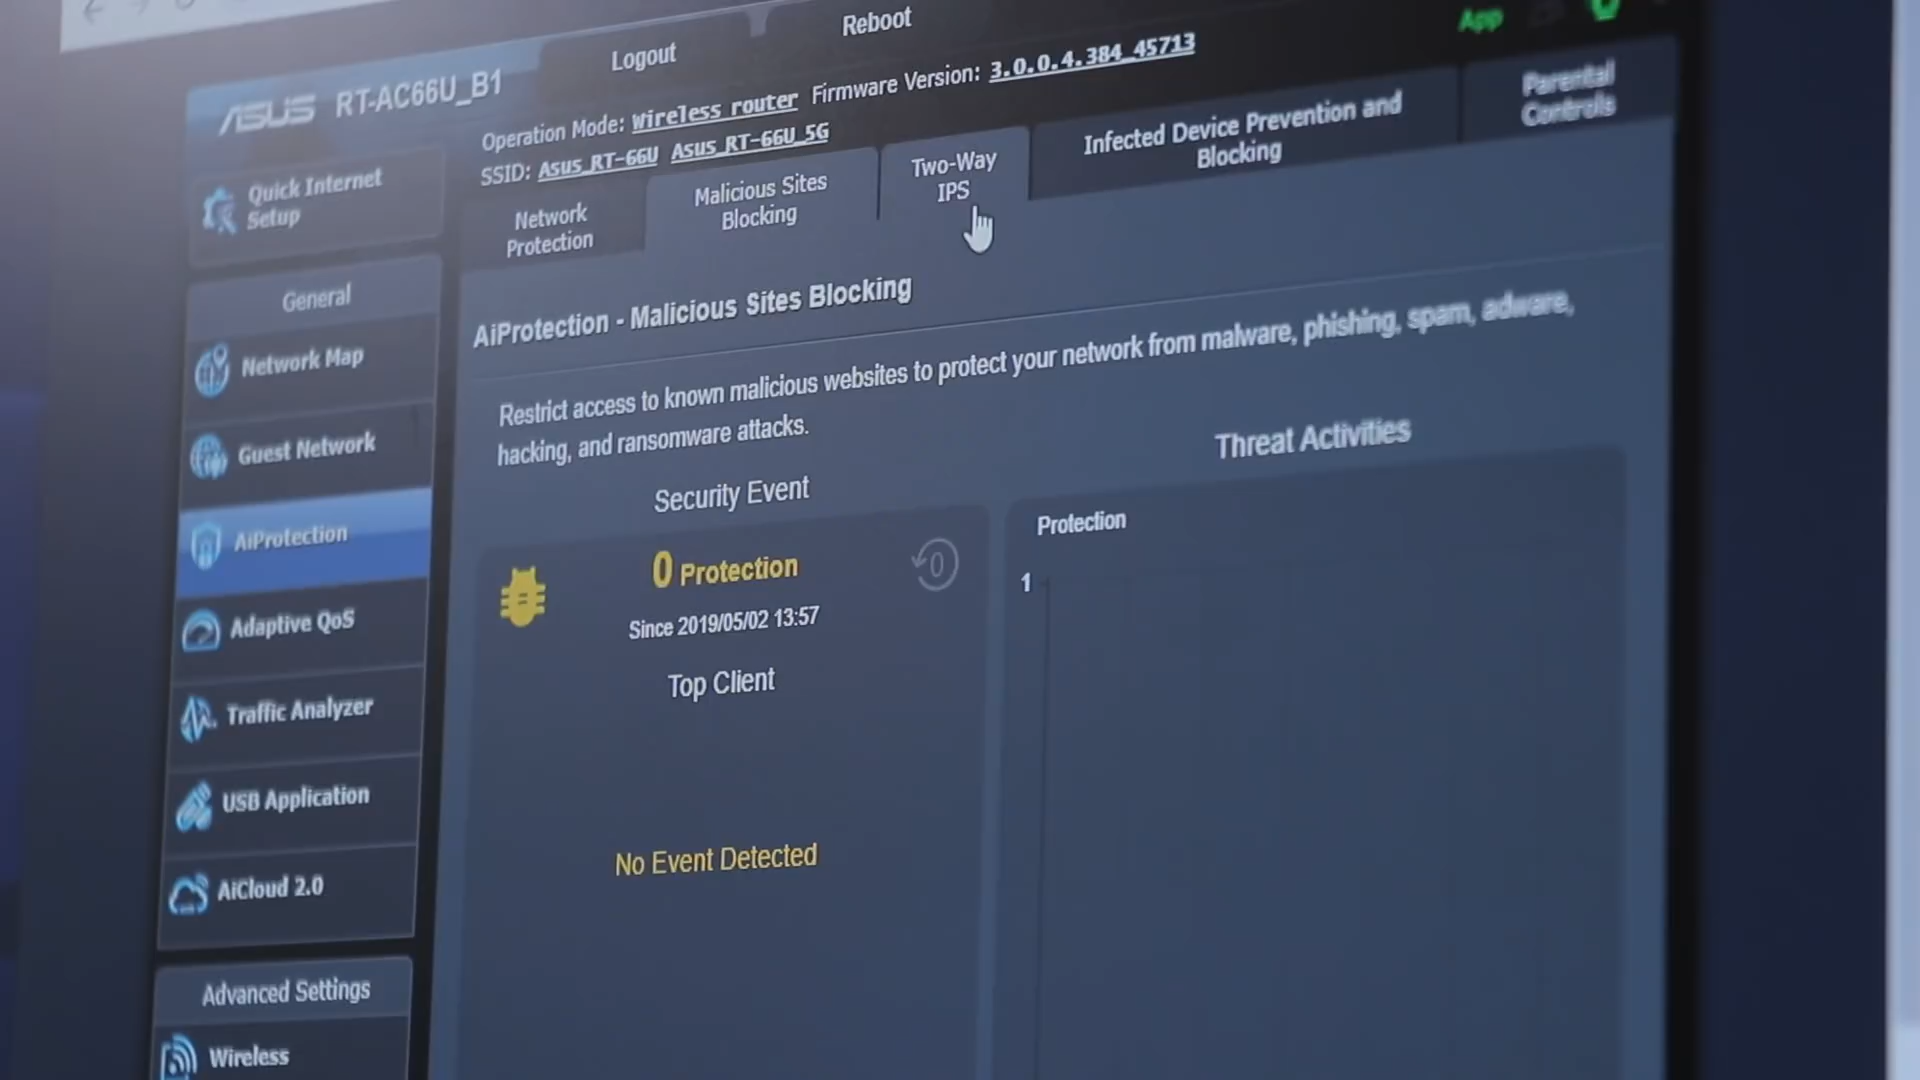 Logout
Reboot
App
ASUS RT-AC66U_B1
Operation Mode: Wireless router Firmware Version: 3.0.0.4.384_45713
SSID: Asus_RT-66U Asus_RT-66U_5G
Quick Internet
Setup
General
Network Map
Guest Network
AiProtection
Adaptive QoS
Traffic Analyzer
USB Application
AiCloud 2.0
Advanced Settings
Wireless
Network
Protection
Malicious Sites
Blocking
Two-Way
IPS
Infected Device Prevention and
Blocking
Parental
Controls
AiProtection - Malicious Sites Blocking
Restrict access to known malicious websites to protect your network from malware, phishing, spam, adware,
hacking, and ransomware attacks.
Security Event
0 Protection
0
Since 2019/05/02 13:57
Top Client
No Event Detected
Threat Activities
Protection
1